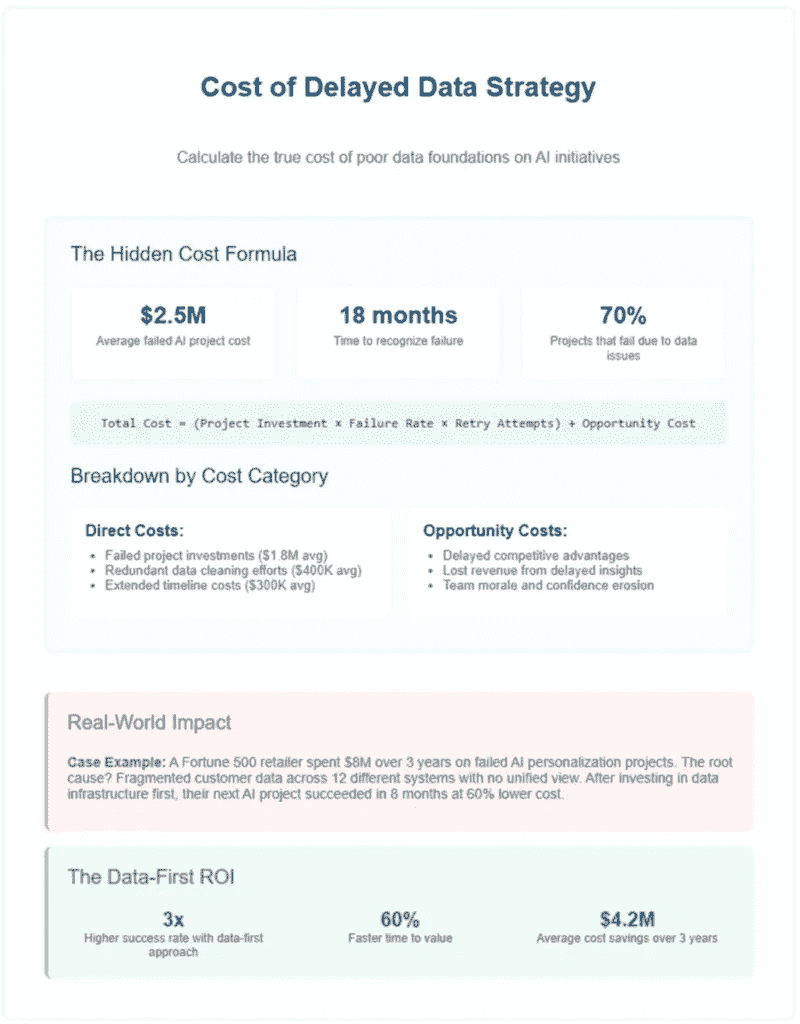 Cost of Delayed Data Strategy
Calculate the true cost of poor data foundations on AI initiatives
The Hidden Cost Formula
$2.5M
Average failed AI project cost
18 months
Time to recognize failure
70%
Projects that fail due to data
issues
Total Cost = (Project Investment × Failure Rate × Retry Attempts) + Opportunity Cost
Breakdown by Cost Category
Direct Costs:
• Failed project investments ($1.8M avg)
• Redundant data cleaning efforts ($400K avg)
• Extended timeline costs ($300K avg)
Opportunity Costs:
• Delayed competitive advantages
• Lost revenue from delayed insights
• Team morale and confidence erosion
Real-World Impact
Case Example: A Fortune 500 retailer spent $8M over 3 years on failed AI personalization projects. The root
cause? Fragmented customer data across 12 different systems with no unified view. After investing in data
infrastructure first, their next AI project succeeded in 8 months at 60% lower cost.
The Data-First ROI
3x
Higher success rate with data-first
approach
60%
Faster time to value
$4.2M
Average cost savings over 3 years